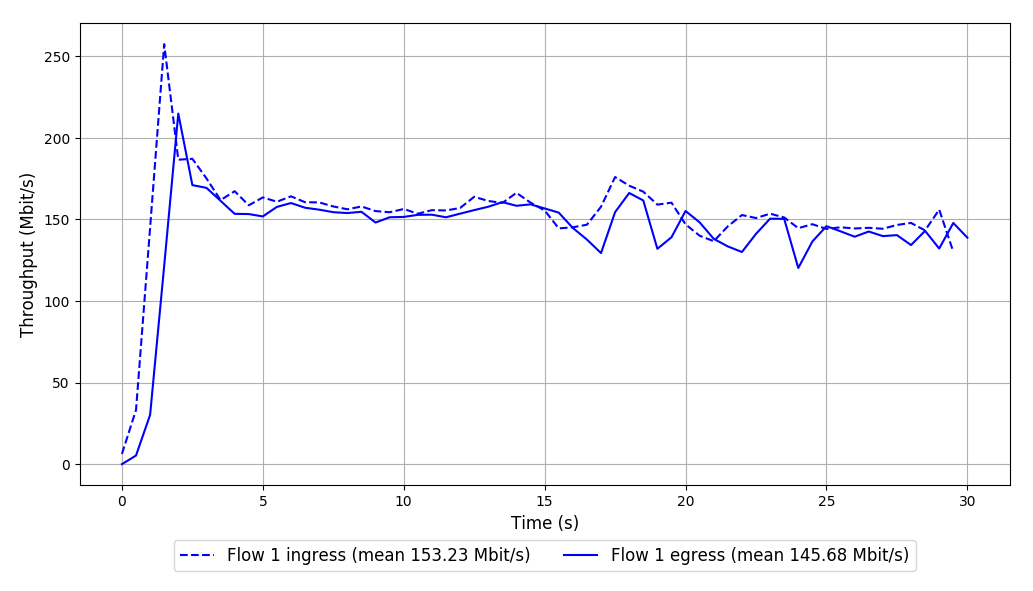 250
200
150
100
50
0
Throughput (Mbit/s)
0 5 10 15 20 25 30
Time (s)
Flow 1 ingress (mean 153.23 Mbit/s) Flow 1 egress (mean 145.68 Mbit/s)